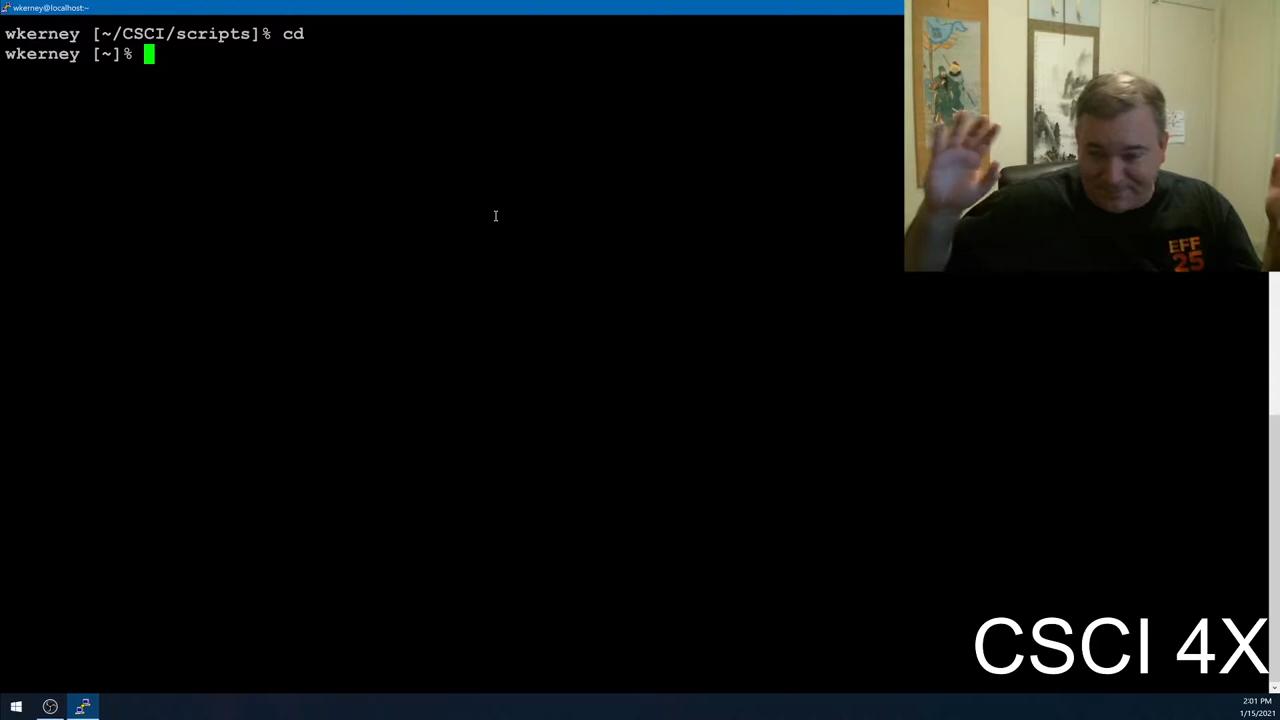 wkerney@localhost:~
wkerney [~/CSCI/scripts]% cd
wkerney [~]%
EFF
25
CSCI 4X
2:01 PM
1/15/2021